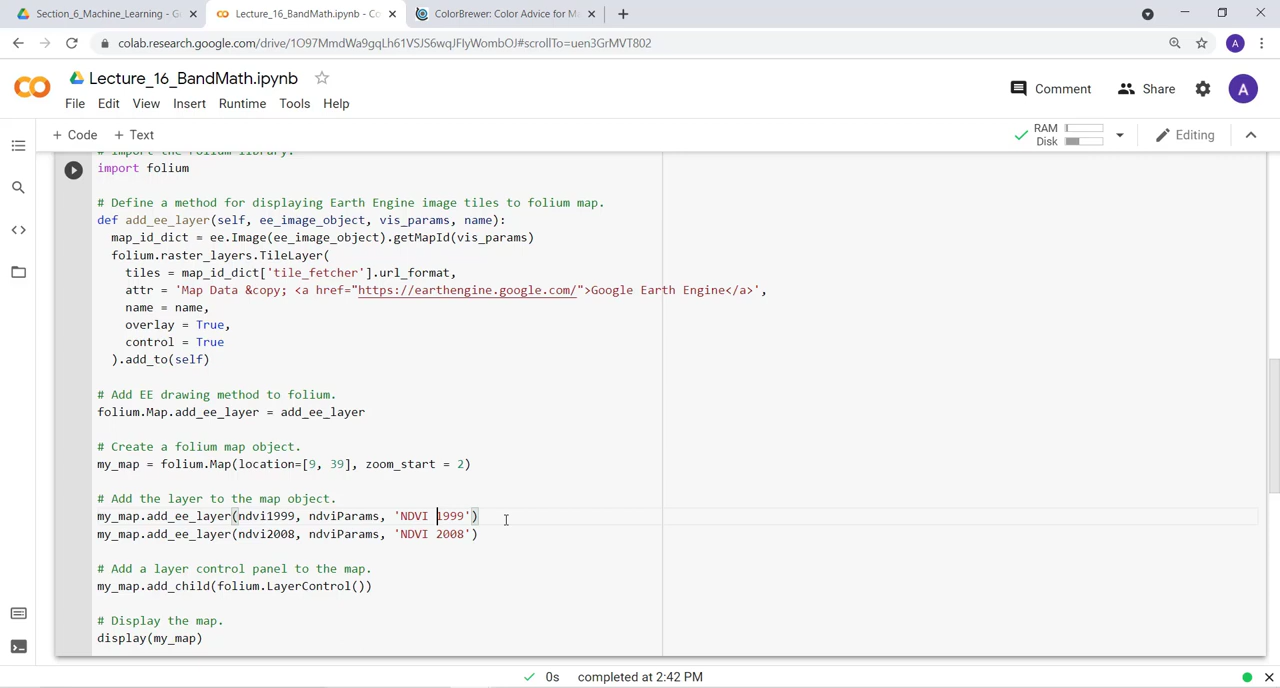 Section_6_Machine_Learning - G
Lecture_16_BandMath.ipynb - Co
ColorBrewer: Color Advice for M
colab.research.google.com/drive/1O97MmdWa9gqLh61VSJS6wqJFIyWombOJ#scrollTo=uen3GrMVT802
A
CO
Lecture_16_BandMath.ipynb
File Edit View Insert Runtime Tools Help
Comment
Share
A
+ Code + Text
RAM
Disk
Editing
# Import the Folium library.
import folium
# Define a method for displaying Earth Engine image tiles to folium map.
def add_ee_layer(self, ee_image_object, vis_params, name):
map_id_dict = ee.Image(ee_image_object).getMapId(vis_params)
folium.raster_layers.TileLayer(
tiles = map_id_dict['tile_fetcher'].url_format,
attr = 'Map Data &copy; <a href="https://earthengine.google.com/">Google Earth Engine</a>',
name = name,
overlay = True,
control = True
).add_to(self)
# Add EE drawing method to folium.
folium.Map.add_ee_layer = add_ee_layer
# Create a folium map object.
my_map = folium.Map(location=[9, 39], zoom_start = 2)
# Add the layer to the map object.
my_map.add_ee_layer(ndvi1999, ndviParams, 'NDVI 1999')
my_map.add_ee_layer(ndvi2008, ndviParams, 'NDVI 2008')
# Add a layer control panel to the map.
my_map.add_child(folium.LayerControl())
# Display the map.
display(my_map)
0s completed at 2:42 PM